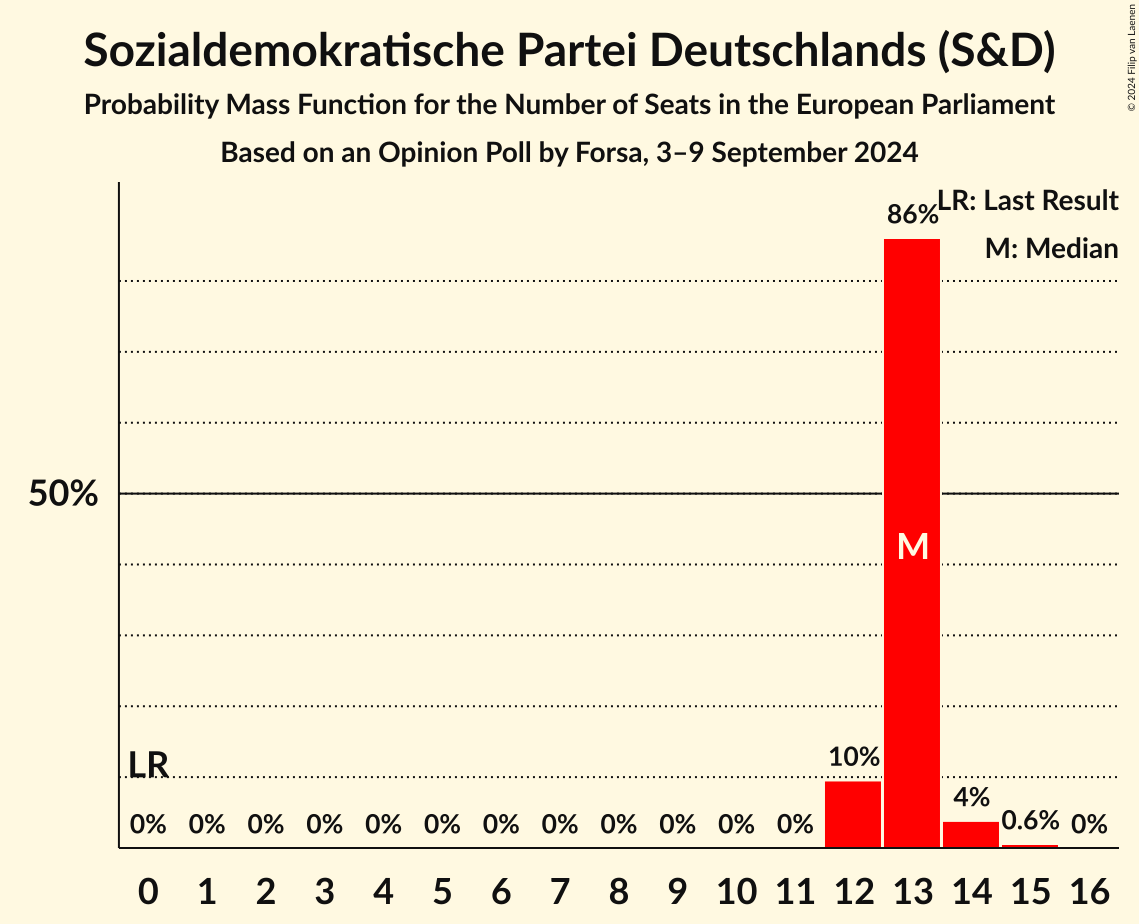 Sozialdemokratische Partei Deutschlands (S&D)
Probability Mass Function for the Number of Seats in the European Parliament
Based on an Opinion Poll by Forsa, 3–9 September 2024
© 2024 Filip van Laenen
LR: Last Result
M: Median
86%
50%
M
LR
10%
4%
0.6%
0% 0% 0% 0% 0% 0% 0% 0% 0% 0% 0% 0% 0%
0 1 2 3 4 5 6 7 8 9 10 11 12 13 14 15 16